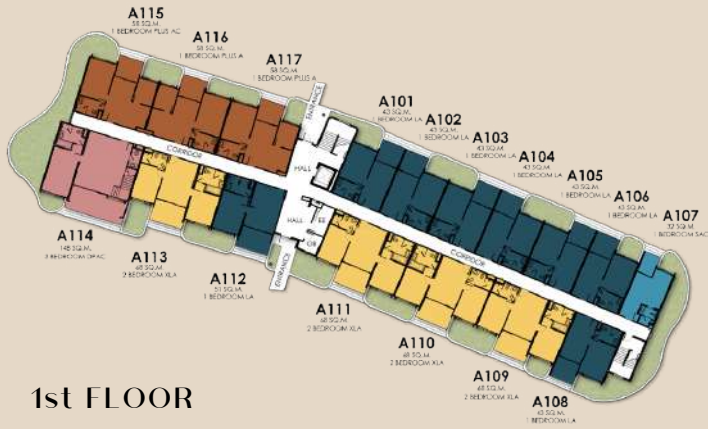 A115
58 SQ.M.
1 BEDROOM PLUS AC
A116
58 SQ.M.
1 BEDROOM PLUS A
A117
58 SQ.M.
1 BEDROOM PLUS A
ENTRANCE
A101
43 SQ.M.
1 BEDROOM LA
A102
43 SQ.M.
1 BEDROOM LA
A103
43 SQ.M.
1 BEDROOM LA
A104
43 SQ.M.
1 BEDROOM LA
A105
43 SQ.M.
1 BEDROOM LA
A106
43 SQ.M.
1 BEDROOM LA
A107
32 SQ.M.
1 BEDROOM SAC
CORRIDOR
HALL
HALL
EE
OR
ENTRANCE
CORRIDOR
A114
148 SQ.M.
3 BEDROOM DPAC
A113
68 SQ.M.
2 BEDROOM XLA
A112
51 SQ.M.
1 BEDROOM LA
A111
68 SQ.M.
2 BEDROOM XLA
A110
68 SQ.M.
2 BEDROOM XLA
A109
68 SQ.M.
2 BEDROOM XLA
A108
43 SQ.M.
1 BEDROOM LA
1st FLOOR